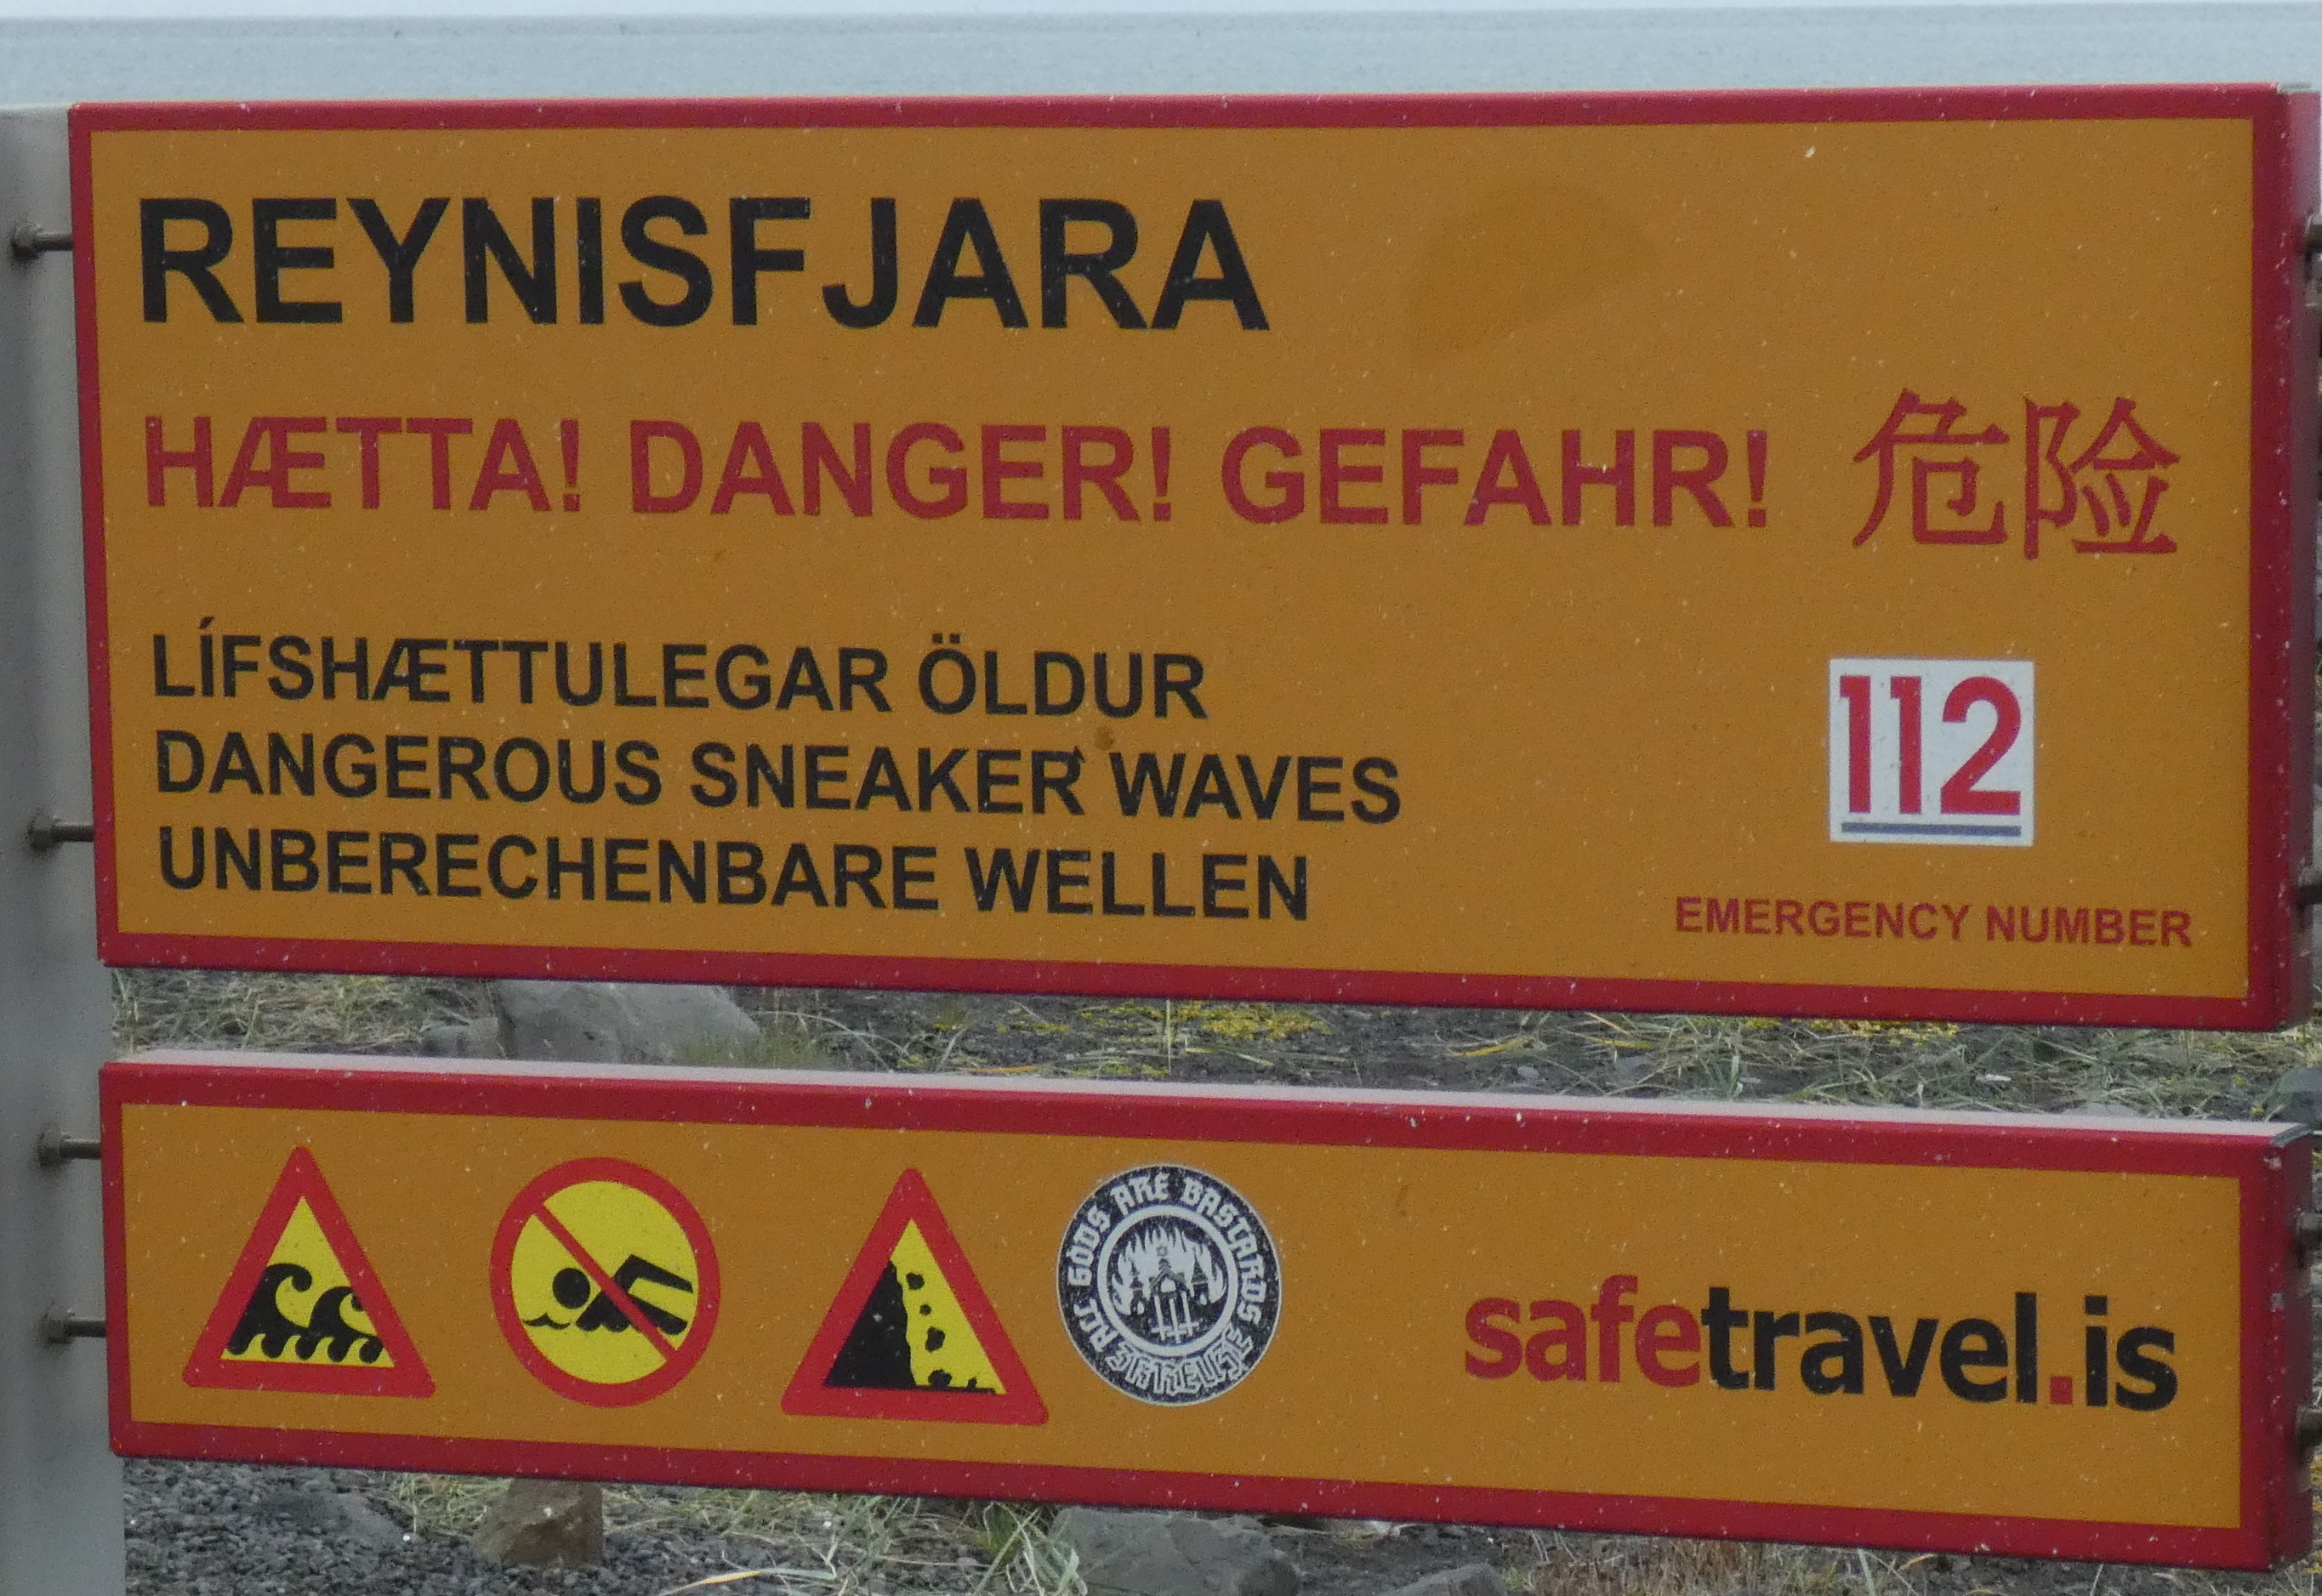 REYNISFJARA
HÆTTA! DANGER! GEFAHR! 危险
LÍFSHÆTTULEGAR ÖLDUR
DANGEROUS SNEAKER WAVES
UNBERECHENBARE WELLEN
112
EMERGENCY NUMBER
GODS ARE BASTARDS
safetravel.is